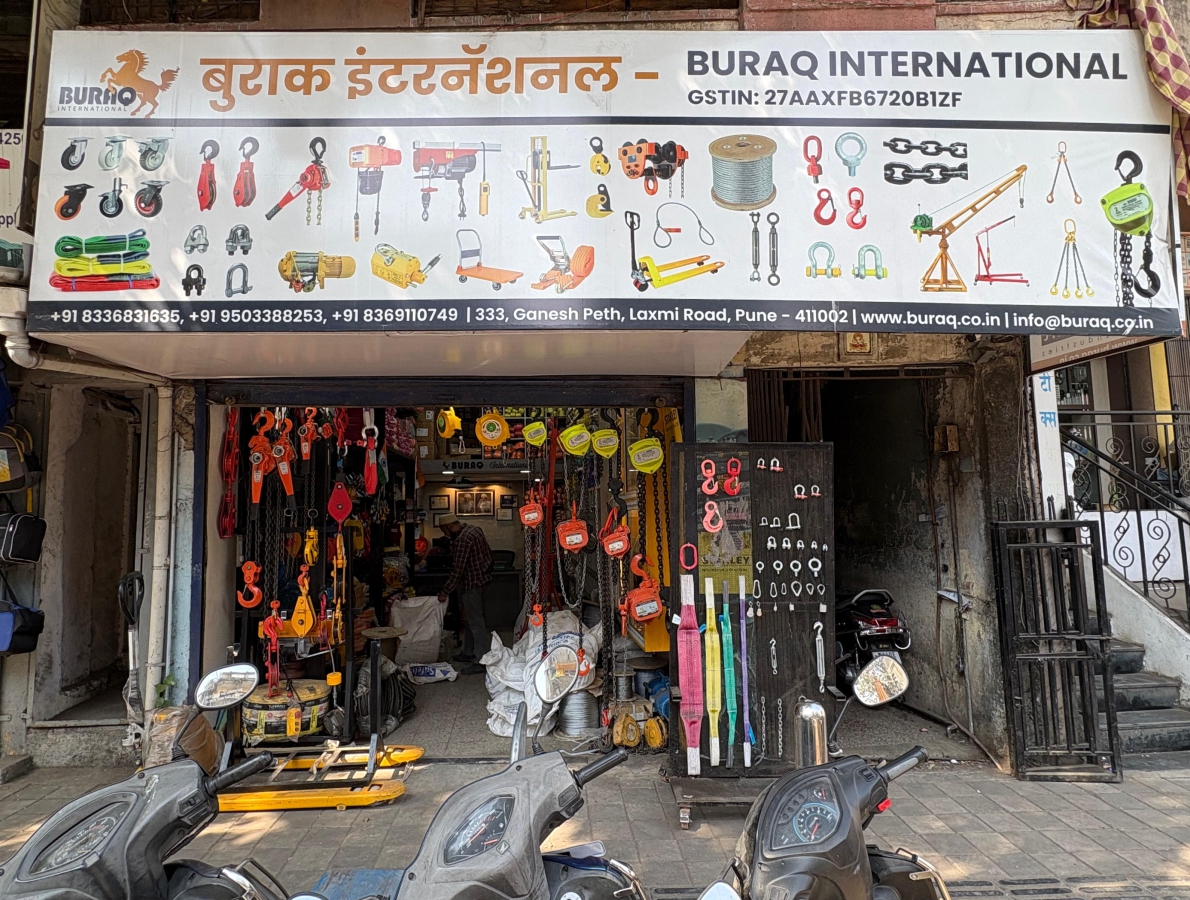 BURAQ
INTERNATIONAL
बुराक इंटरनॅशनल – BURAQ INTERNATIONAL
GSTIN: 27AAXFB6720B1ZF
+91 8336831635, +91 9503388253, +91 8369110749 | 333, Ganesh Peth, Laxmi Road, Pune - 411002 | www.buraq.co.in | info@buraq.co.in
BURAQ